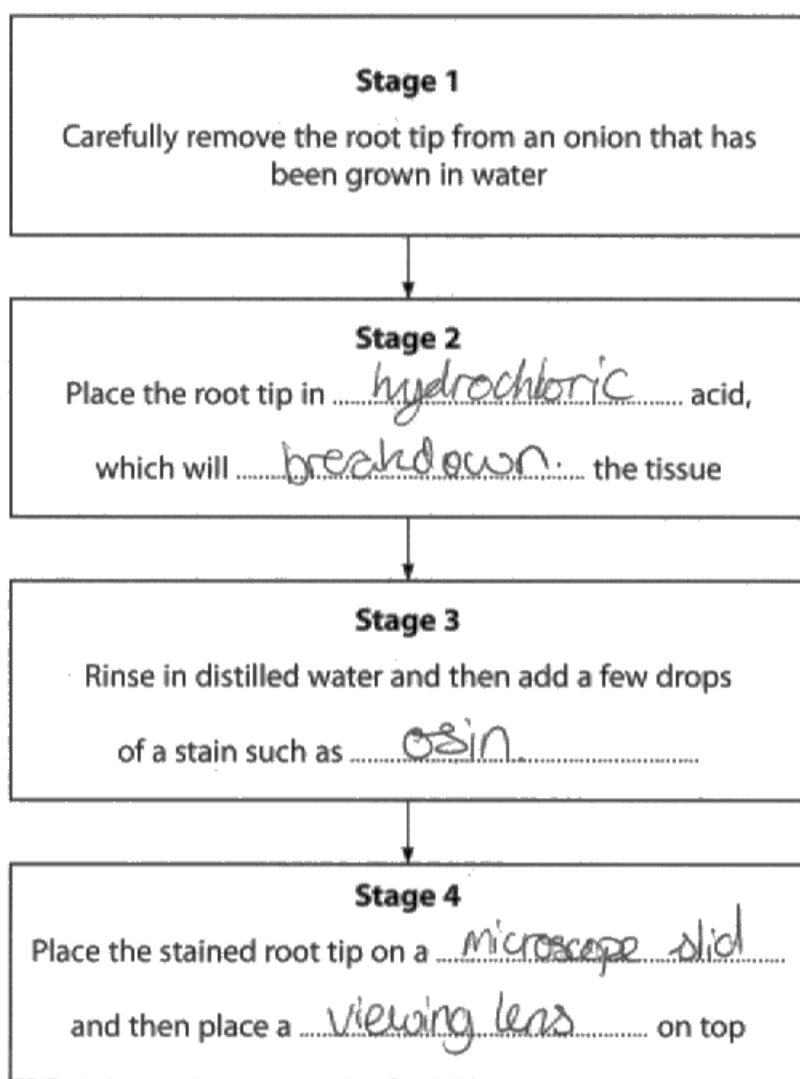 Stage 1
Carefully remove the root tip from an onion that has
been grown in water
Stage 2
Place the root tip in hydrochloric acid,
which will breakdown. the tissue
Stage 3
Rinse in distilled water and then add a few drops
of a stain such as osin.
Stage 4
Place the stained root tip on a microscope slid
and then place a viewing lens on top